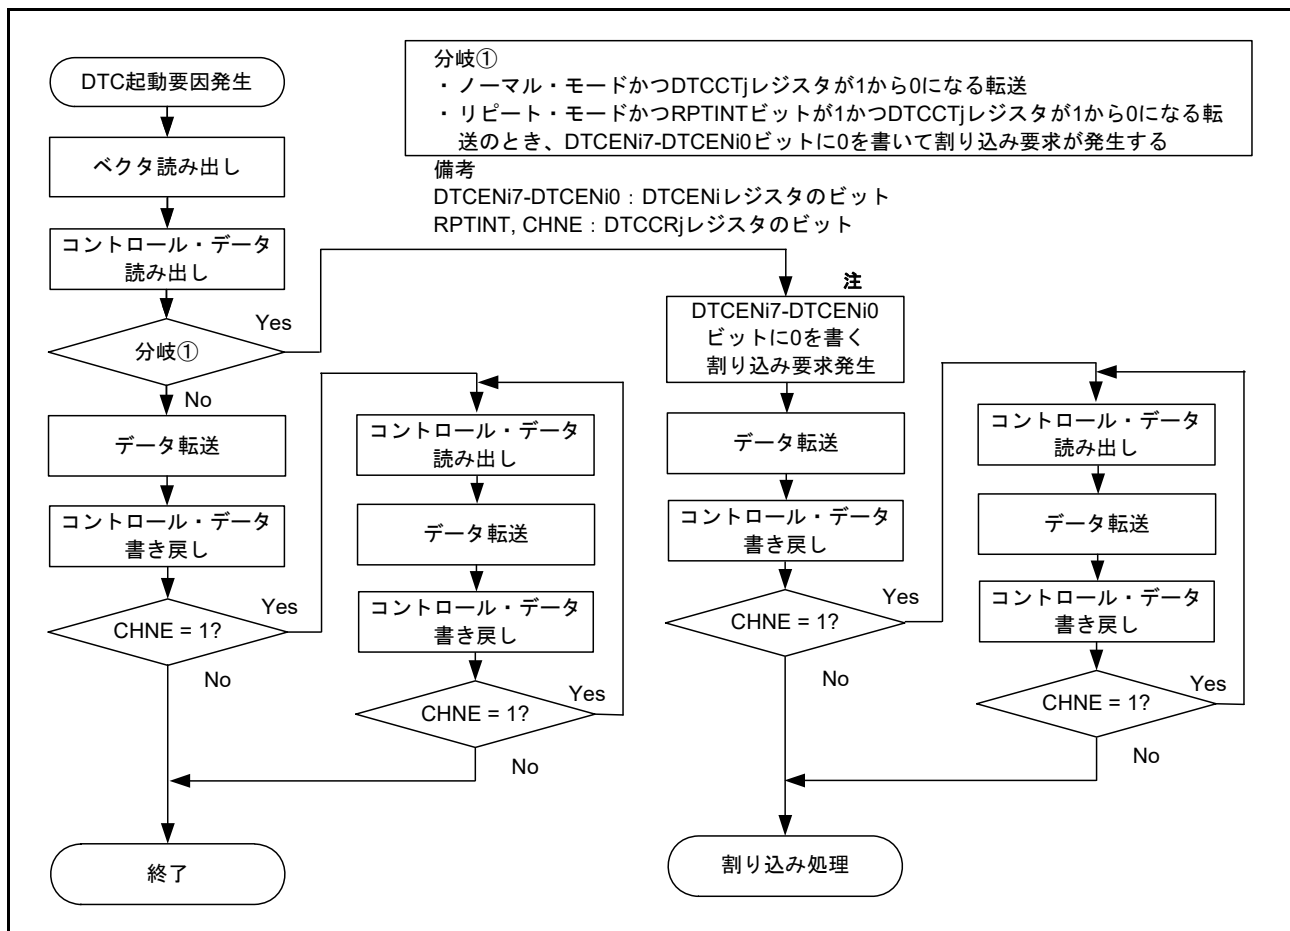 DTC起動要因発生
ベクタ読み出し
コントロール・データ
読み出し
分岐①
Yes
No
データ転送
コントロール・データ
書き戻し
CHNE = 1?
Yes
No
終了
コントロール・データ
読み出し
データ転送
コントロール・データ
書き戻し
CHNE = 1?
Yes
No
分岐①
・ノーマル・モードかつDTCCTjレジスタが1から0になる転送
・リピート・モードかつRPTINTビットが1かつDTCCTjレジスタが1から0になる転
送のとき、DTCENi7-DTCENi0ビットに0を書いて割り込み要求が発生する
備考
DTCENi7-DTCENi0：DTCENiレジスタのビット
RPTINT, CHNE：DTCCRjレジスタのビット
注
DTCENi7-DTCENi0
ビットに0を書く
割り込み要求発生
データ転送
コントロール・データ
書き戻し
CHNE = 1?
Yes
No
割り込み処理
コントロール・データ
読み出し
データ転送
コントロール・データ
書き戻し
CHNE = 1?
Yes
No